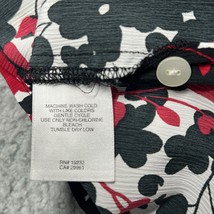 MACHINE WASH COLD
WITH LIKE COLORS
GENTLE CYCLE
USE ONLY NON-CHLORINE
BLEACH
TUMBLE DRY LOW
RN# 14210
CA# 29961